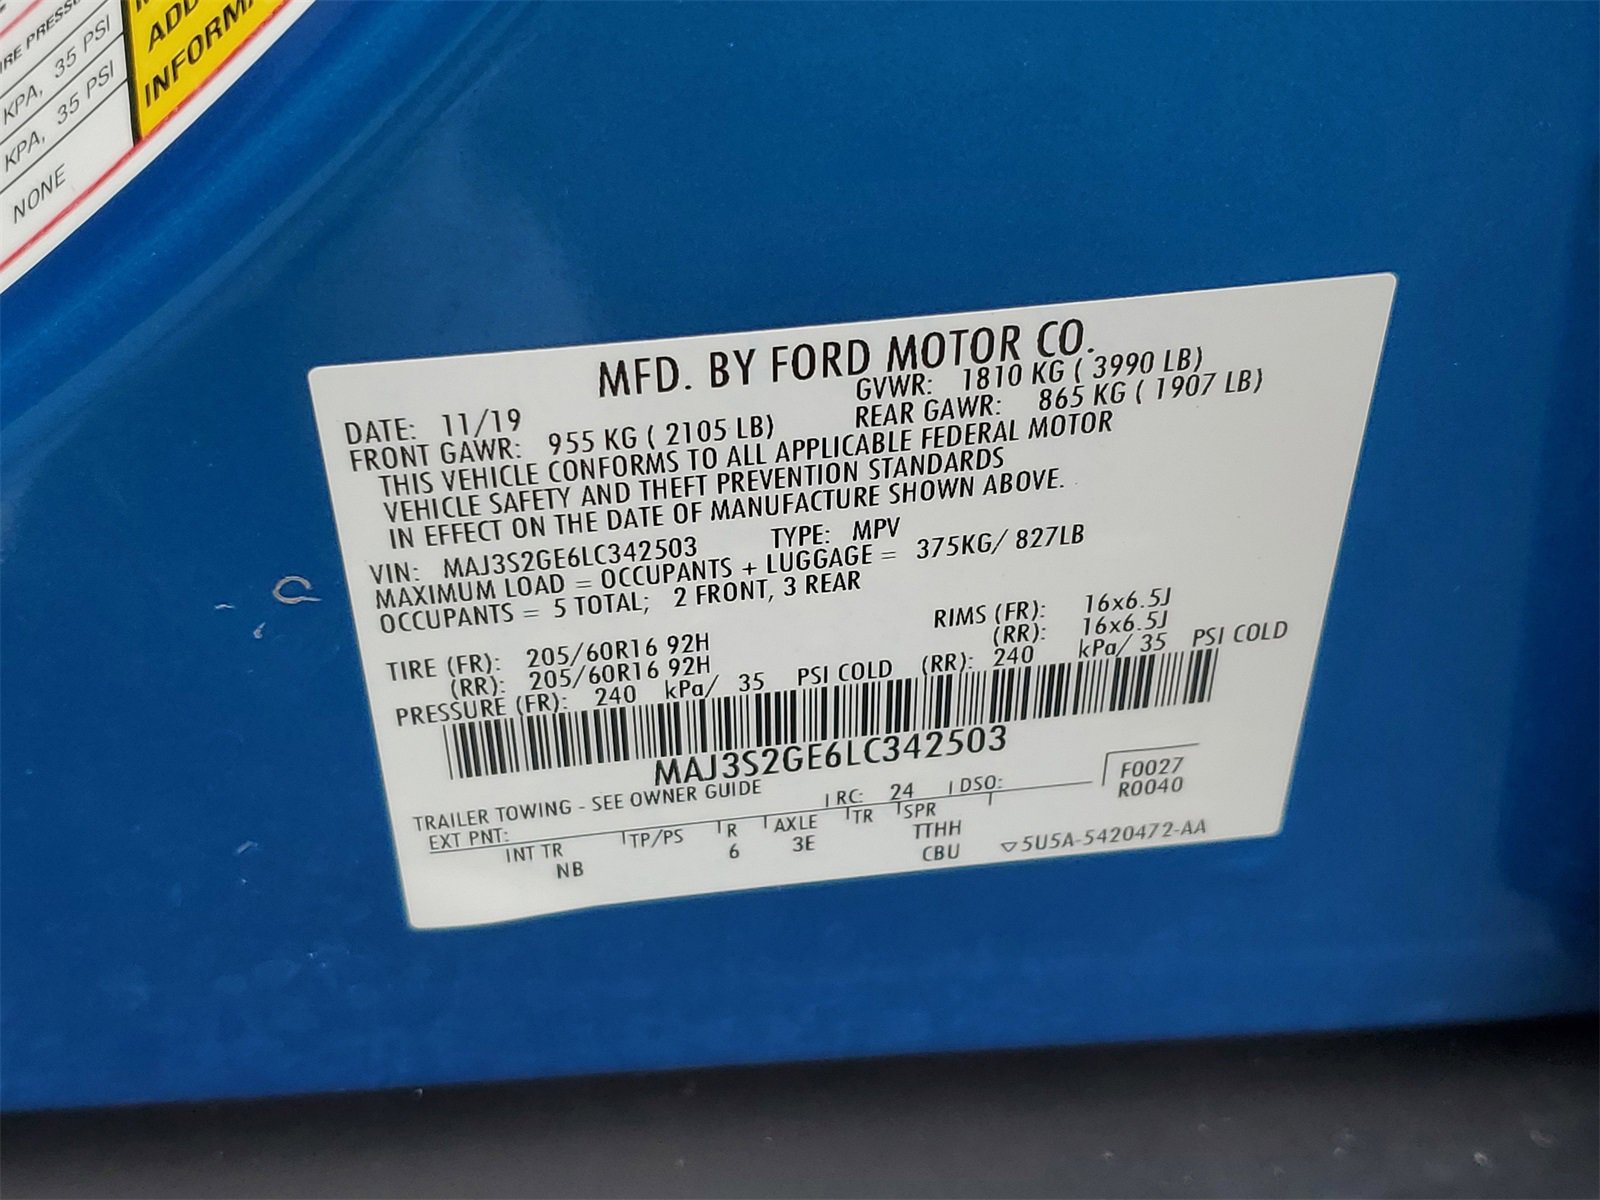 IRE PRESSU
KPA, 35 PSI
KPA, 35 PSI
NONE
ADD
INFORMA
MFD. BY FORD MOTOR CO.
DATE: 11/19 GVWR: 1810 KG ( 3990 LB)
FRONT GAWR: 955 KG ( 2105 LB) REAR GAWR: 865 KG ( 1907 LB)
THIS VEHICLE CONFORMS TO ALL APPLICABLE FEDERAL MOTOR
VEHICLE SAFETY AND THEFT PREVENTION STANDARDS
IN EFFECT ON THE DATE OF MANUFACTURE SHOWN ABOVE.
VIN: MAJ3S2GE6LC342503 TYPE: MPV
MAXIMUM LOAD = OCCUPANTS + LUGGAGE = 375KG/ 827LB
OCCUPANTS = 5 TOTAL; 2 FRONT, 3 REAR
TIRE (FR): 205/60R16 92H RIMS (FR): 16x6.5J
(RR): 205/60R16 92H (RR): 16x6.5J
PRESSURE (FR): 240 kPa/ 35 PSI COLD (RR): 240 kPa/ 35 PSI COLD
MAJ3S2GE6LC342503
TRAILER TOWING - SEE OWNER GUIDE
EXT PNT: RC: 24 DSO: F0027
R0040
INT TR TP/PS R AXLE TR SPR
NB 6 3E TTHH
CBU ▽5U5A-5420472-AA